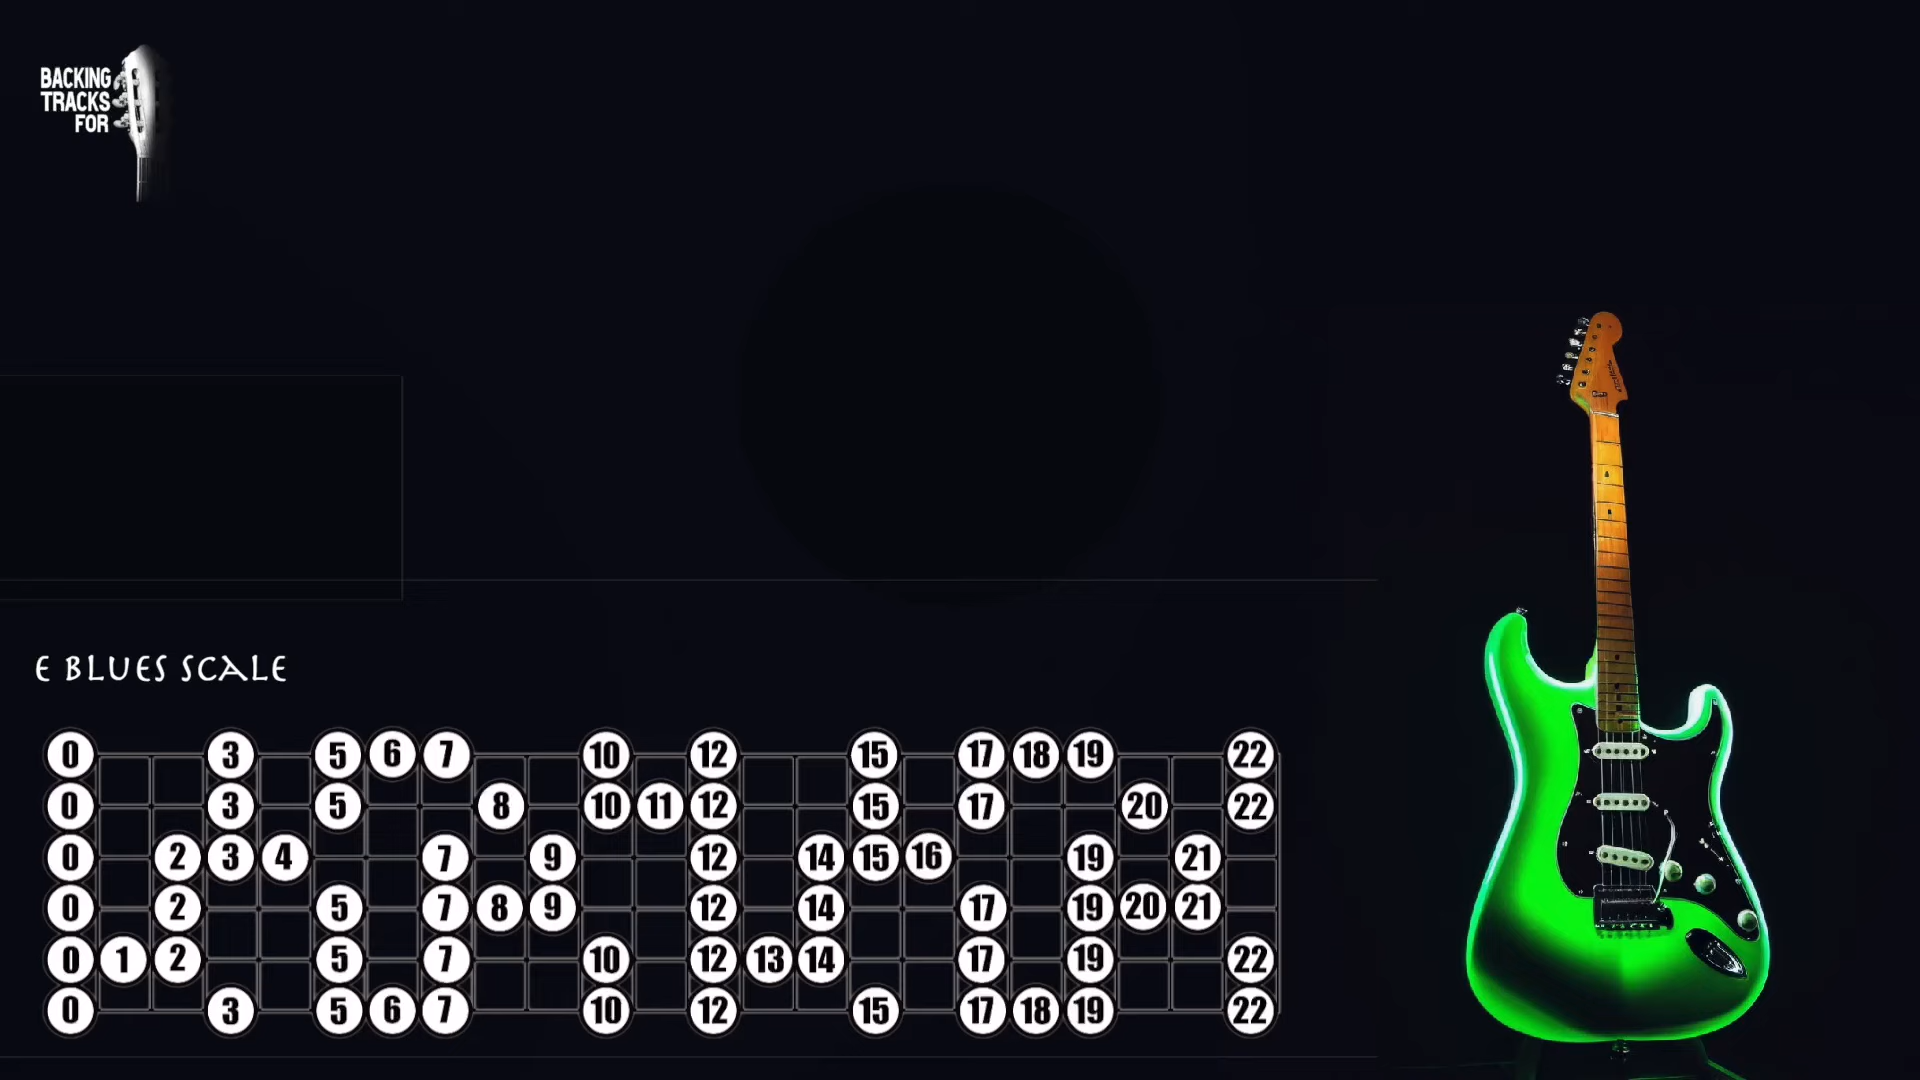 BACKING
TRACKS
FOR
E BLUES SCALE
0 3 5 6 7 10 12 15 17 18 19 22
0 3 5 8 10 11 12 15 17 20 22
0 2 3 4 7 9 12 14 15 16 19 21
0 2 5 7 8 9 12 14 17 19 20 21
0 1 2 5 7 10 12 13 14 17 19 22
0 3 5 6 7 10 12 15 17 18 19 22